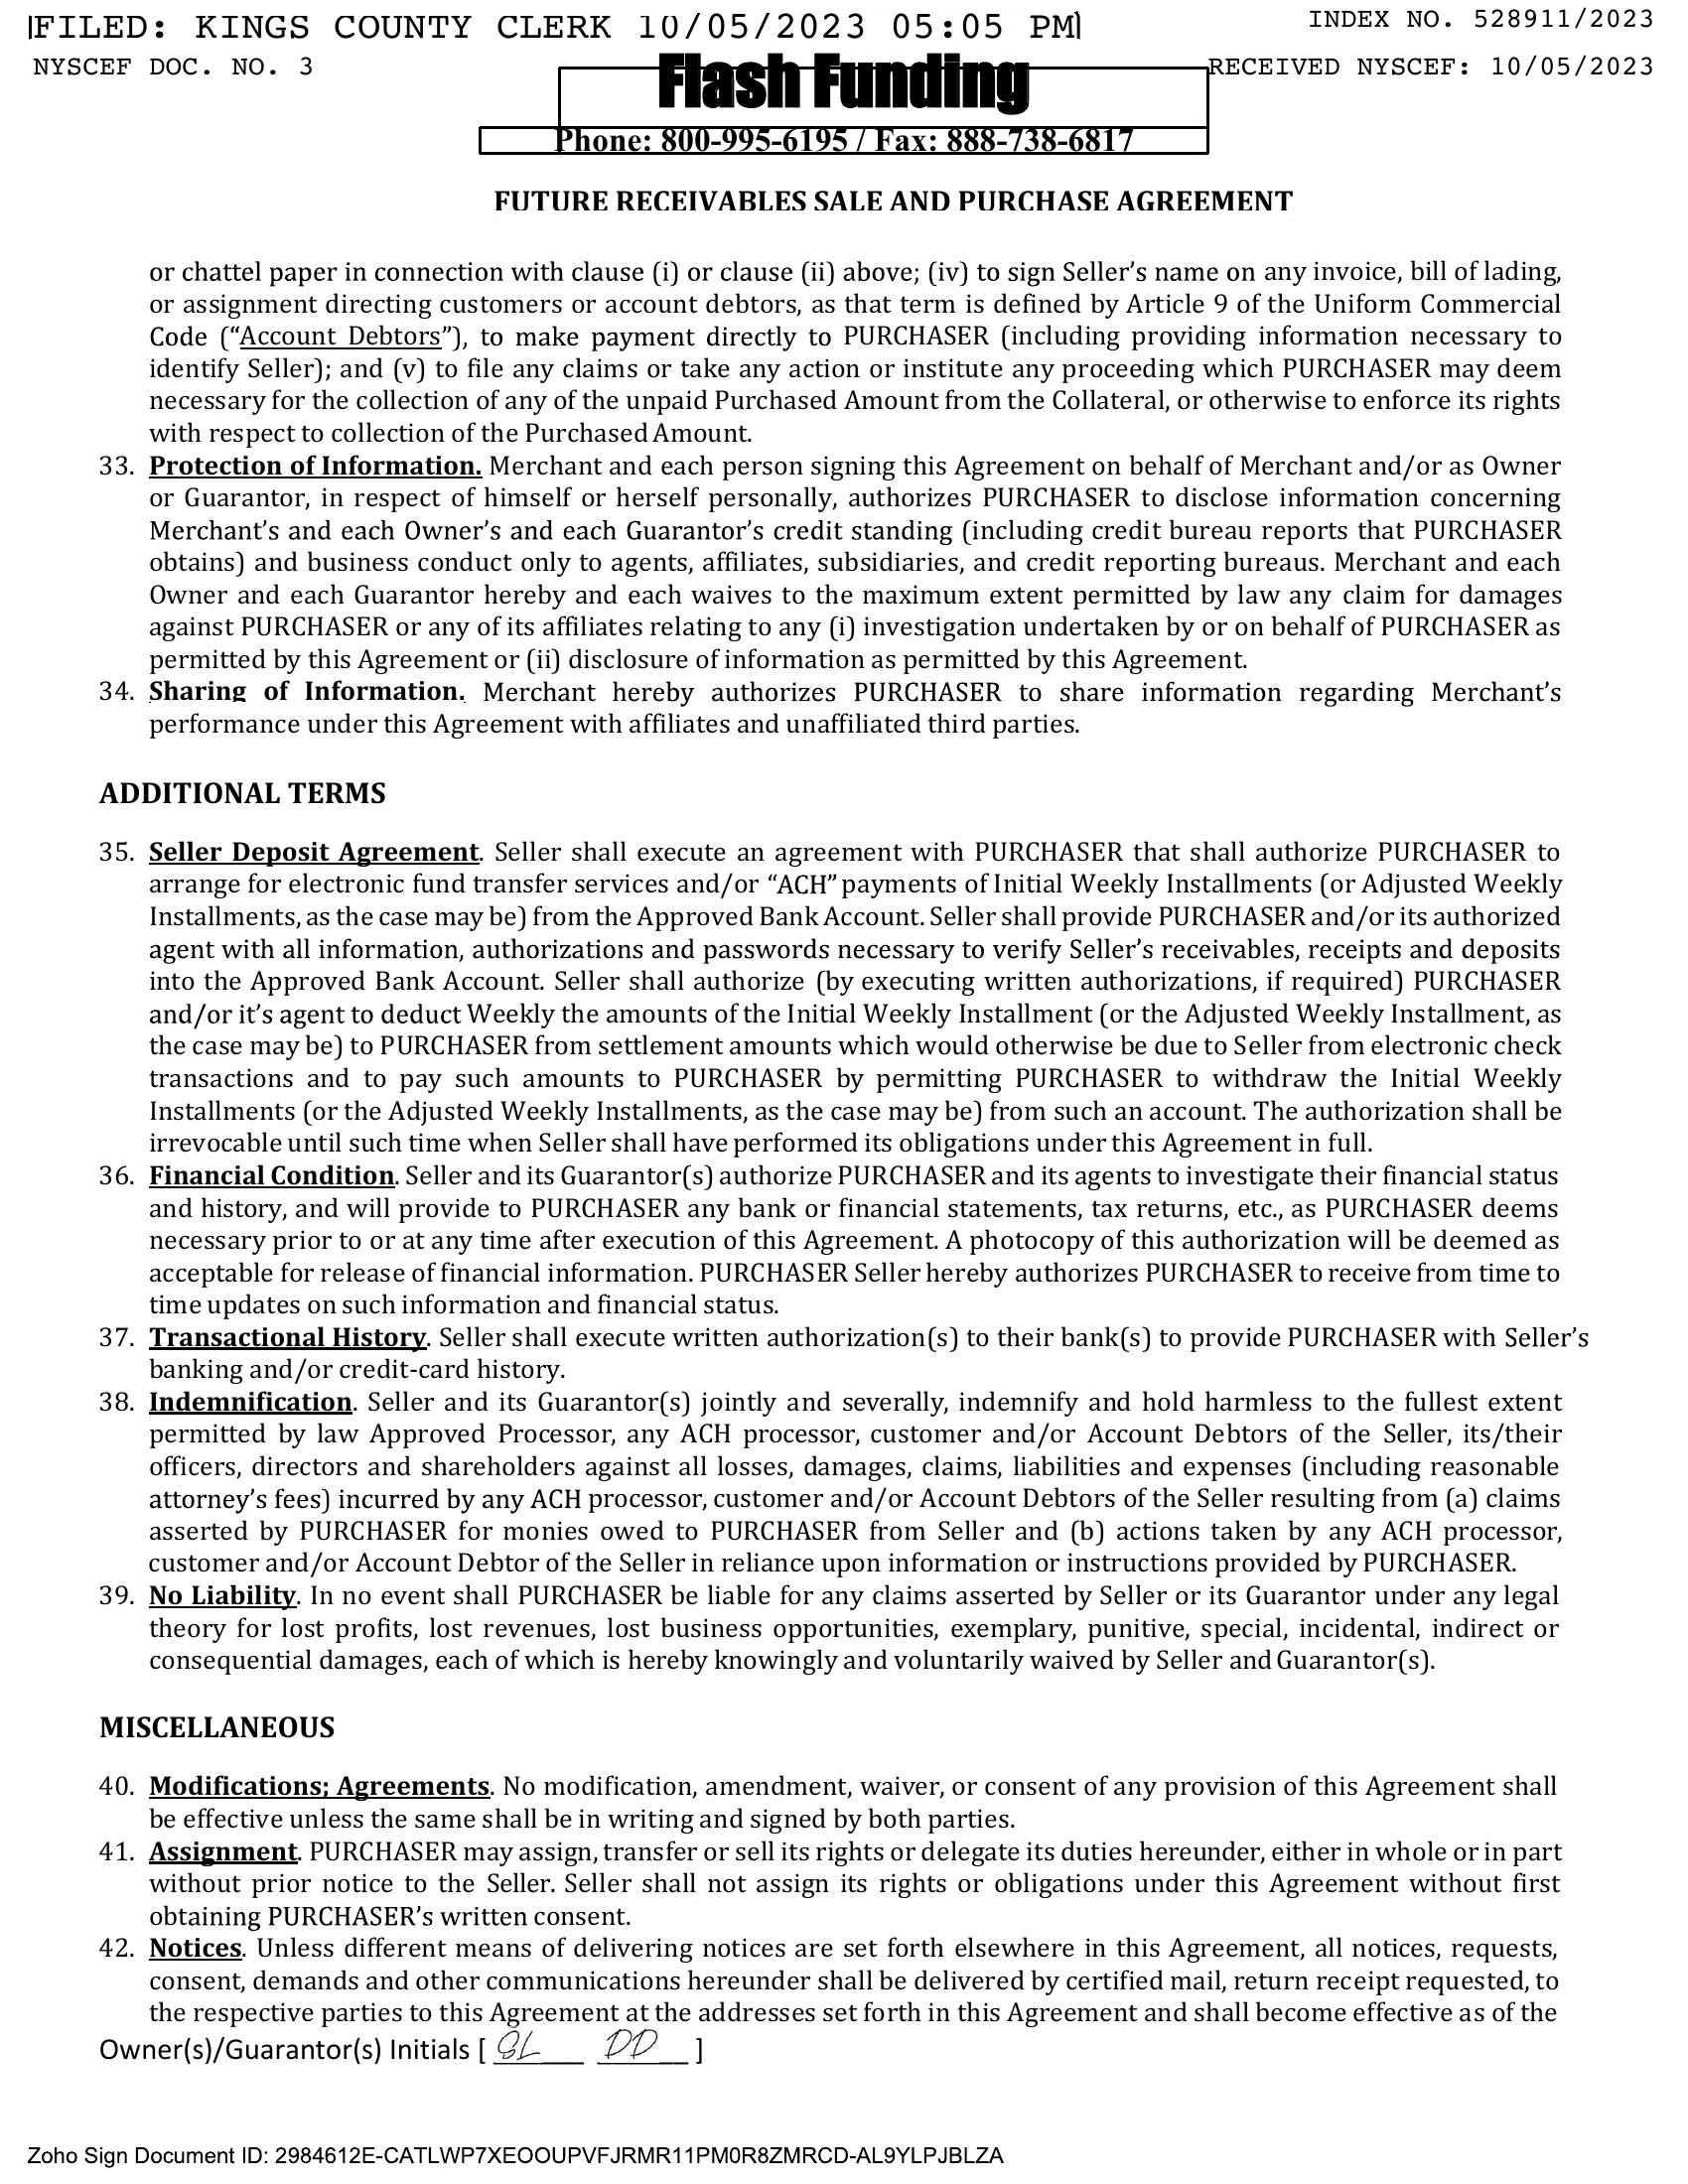 FILED: KINGS COUNTY CLERK 10/05/2023 05:05 PM
INDEX NO. 528911/2023
NYSCEF DOC. NO. 3
RECEIVED NYSCEF: 10/05/2023
Flash Funding
Phone: 800-995-6195 / Fax: 888-738-6817
FUTURE RECEIVABLES SALE AND PURCHASE AGREEMENT
or chattel paper in connection with clause (i) or clause (ii) above; (iv) to sign Seller's name on any invoice, bill of lading,
or assignment directing customers or account debtors, as that term is defined by Article 9 of the Uniform Commercial
Code ("Account Debtors"), to make payment directly to PURCHASER (including providing information necessary to
identify Seller); and (v) to file any claims or take any action or institute any proceeding which PURCHASER may deem
necessary for the collection of any of the unpaid Purchased Amount from the Collateral, or otherwise to enforce its rights
with respect to collection of the Purchased Amount.
33. Protection of Information. Merchant and each person signing this Agreement on behalf of Merchant and/or as Owner
or Guarantor, in respect of himself or herself personally, authorizes PURCHASER to disclose information concerning
Merchant's and each Owner's and each Guarantor's credit standing (including credit bureau reports that PURCHASER
obtains) and business conduct only to agents, affiliates, subsidiaries, and credit reporting bureaus. Merchant and each
Owner and each Guarantor hereby and each waives to the maximum extent permitted by law any claim for damages
against PURCHASER or any of its affiliates relating to any (i) investigation undertaken by or on behalf of PURCHASER as
permitted by this Agreement or (ii) disclosure of information as permitted by this Agreement.
34. Sharing of Information. Merchant hereby authorizes PURCHASER to share information regarding Merchant's
performance under this Agreement with affiliates and unaffiliated third parties.
ADDITIONAL TERMS
35. Seller Deposit Agreement. Seller shall execute an agreement with PURCHASER that shall authorize PURCHASER to
arrange for electronic fund transfer services and/or "ACH" payments of Initial Weekly Installments (or Adjusted Weekly
Installments, as the case may be) from the Approved Bank Account. Seller shall provide PURCHASER and/or its authorized
agent with all information, authorizations and passwords necessary to verify Seller's receivables, receipts and deposits
into the Approved Bank Account. Seller shall authorize (by executing written authorizations, if required) PURCHASER
and/or it's agent to deduct Weekly the amounts of the Initial Weekly Installment (or the Adjusted Weekly Installment, as
the case may be) to PURCHASER from settlement amounts which would otherwise be due to Seller from electronic check
transactions and to pay such amounts to PURCHASER by permitting PURCHASER to withdraw the Initial Weekly
Installments (or the Adjusted Weekly Installments, as the case may be) from such an account. The authorization shall be
irrevocable until such time when Seller shall have performed its obligations under this Agreement in full.
36. Financial Condition. Seller and its Guarantor(s) authorize PURCHASER and its agents to investigate their financial status
and history, and will provide to PURCHASER any bank or financial statements, tax returns, etc., as PURCHASER deems
necessary prior to or at any time after execution of this Agreement. A photocopy of this authorization will be deemed as
acceptable for release of financial information. PURCHASER Seller hereby authorizes PURCHASER to receive from time to
time updates on such information and financial status.
37. Transactional History. Seller shall execute written authorization(s) to their bank(s) to provide PURCHASER with Seller's
banking and/or credit-card history.
38. Indemnification. Seller and its Guarantor(s) jointly and severally, indemnify and hold harmless to the fullest extent
permitted by law Approved Processor, any ACH processor, customer and/or Account Debtors of the Seller, its/their
officers, directors and shareholders against all losses, damages, claims, liabilities and expenses (including reasonable
attorney's fees) incurred by any ACH processor, customer and/or Account Debtors of the Seller resulting from (a) claims
asserted by PURCHASER for monies owed to PURCHASER from Seller and (b) actions taken by any ACH processor,
customer and/or Account Debtor of the Seller in reliance upon information or instructions provided by PURCHASER.
39. No Liability. In no event shall PURCHASER be liable for any claims asserted by Seller or its Guarantor under any legal
theory for lost profits, lost revenues, lost business opportunities, exemplary, punitive, special, incidental, indirect or
consequential damages, each of which is hereby knowingly and voluntarily waived by Seller and Guarantor(s).
MISCELLANEOUS
40. Modifications; Agreements. No modification, amendment, waiver, or consent of any provision of this Agreement shall
be effective unless the same shall be in writing and signed by both parties.
41. Assignment. PURCHASER may assign, transfer or sell its rights or delegate its duties hereunder, either in whole or in part
without prior notice to the Seller. Seller shall not assign its rights or obligations under this Agreement without first
obtaining PURCHASER's written consent.
42. Notices. Unless different means of delivering notices are set forth elsewhere in this Agreement, all notices, requests,
consent, demands and other communications hereunder shall be delivered by certified mail, return receipt requested, to
the respective parties to this Agreement at the addresses set forth in this Agreement and shall become effective as of the
Owner(s)/Guarantor(s) Initials [ SL DD ]
Zoho Sign Document ID: 2984612E-CATLWP7XEOOUPVFJRMR11PM0R8ZMRCD-AL9YLPJBLZA